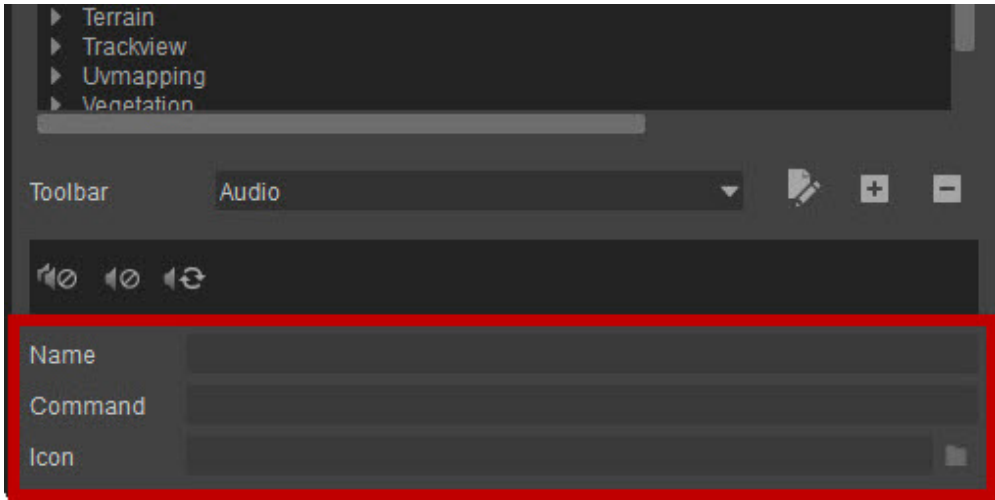 Terrain
Trackview
Uvmapping
Vegetation
Toolbar Audio
Name
Command
Icon